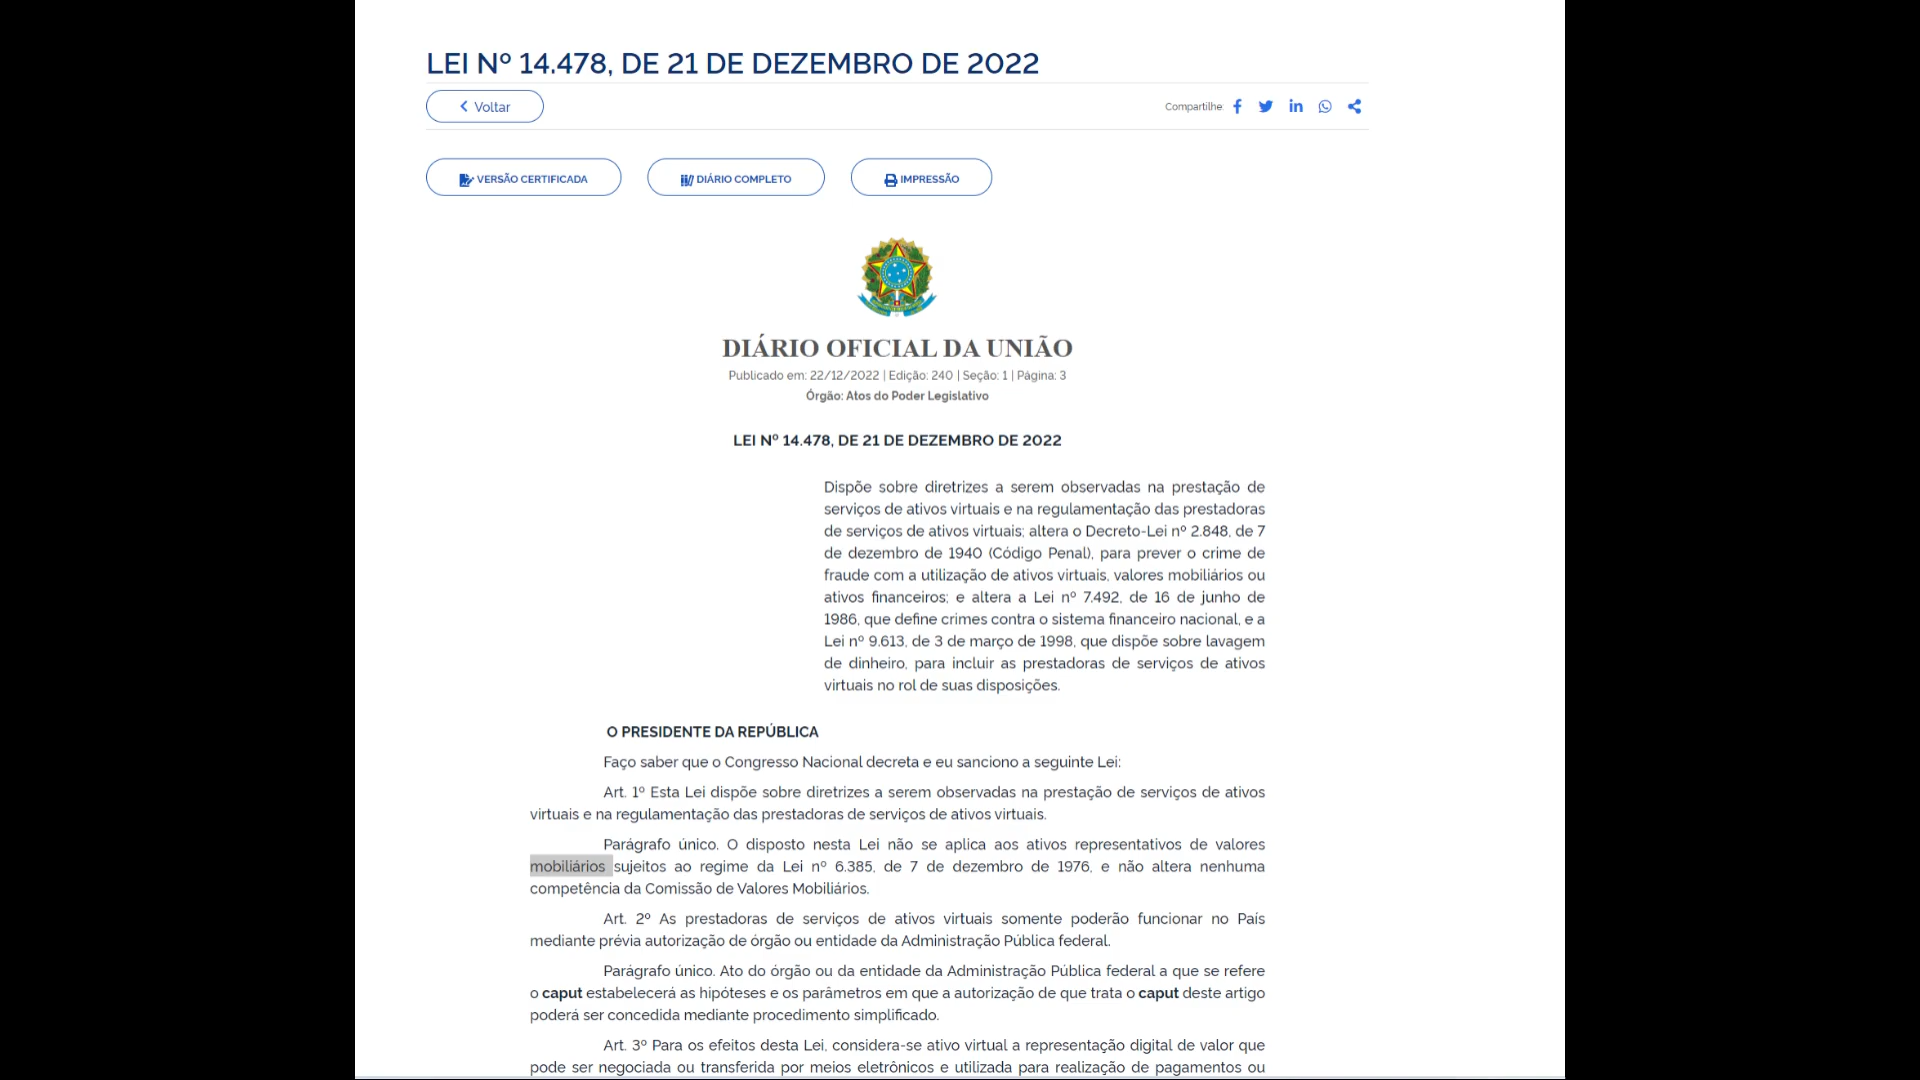 LEI Nº 14.478, DE 21 DE DEZEMBRO DE 2022
Voltar
Compartilhe:
VERSÃO CERTIFICADA
DIÁRIO COMPLETO
IMPRESSÃO
DIÁRIO OFICIAL DA UNIÃO
Publicado em: 22/12/2022 | Edição: 240 | Seção: 1 | Página: 3
Órgão: Atos do Poder Legislativo
LEI Nº 14.478, DE 21 DE DEZEMBRO DE 2022
Dispõe sobre diretrizes a serem observadas na prestação de
serviços de ativos virtuais e na regulamentação das prestadoras
de serviços de ativos virtuais; altera o Decreto-Lei nº 2.848, de 7
de dezembro de 1940 (Código Penal), para prever o crime de
fraude com a utilização de ativos virtuais, valores mobiliários ou
ativos financeiros; e altera a Lei nº 7.492, de 16 de junho de
1986, que define crimes contra o sistema financeiro nacional, e a
Lei nº 9.613, de 3 de março de 1998, que dispõe sobre lavagem
de dinheiro, para incluir as prestadoras de serviços de ativos
virtuais no rol de suas disposições.
O PRESIDENTE DA REPÚBLICA
Faço saber que o Congresso Nacional decreta e eu sanciono a seguinte Lei:
Art. 1º Esta Lei dispõe sobre diretrizes a serem observadas na prestação de serviços de ativos
virtuais e na regulamentação das prestadoras de serviços de ativos virtuais.
Parágrafo único. O disposto nesta Lei não se aplica aos ativos representativos de valores
mobiliários sujeitos ao regime da Lei nº 6.385, de 7 de dezembro de 1976, e não altera nenhuma
competência da Comissão de Valores Mobiliários.
Art. 2º As prestadoras de serviços de ativos virtuais somente poderão funcionar no País
mediante prévia autorização de órgão ou entidade da Administração Pública federal.
Parágrafo único. Ato do órgão ou da entidade da Administração Pública federal a que se refere
o caput estabelecerá as hipóteses e os parâmetros em que a autorização de que trata o caput deste artigo
poderá ser concedida mediante procedimento simplificado.
Art. 3º Para os efeitos desta Lei, considera-se ativo virtual a representação digital de valor que
pode ser negociada ou transferida por meios eletrônicos e utilizada para realização de pagamentos ou